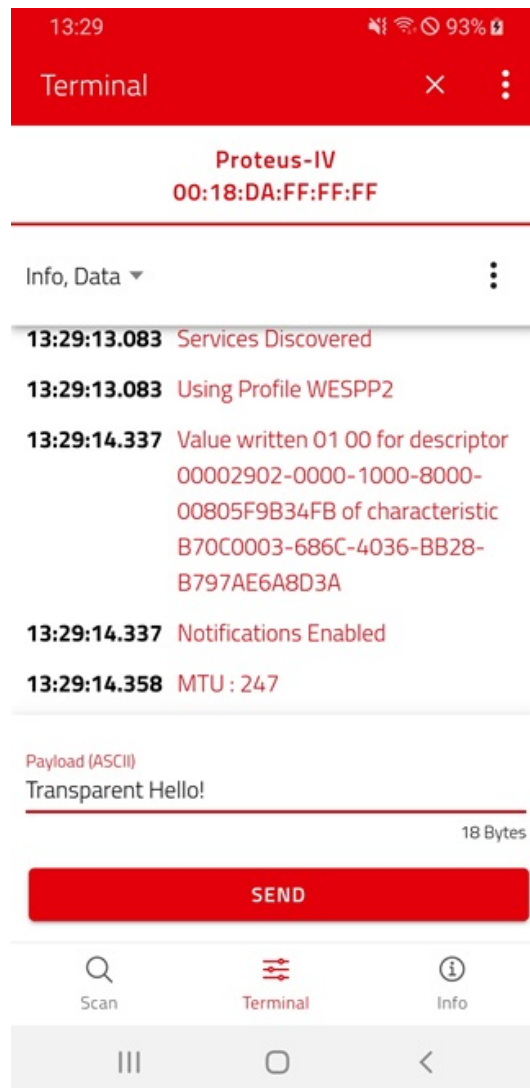 13:29
93%
Terminal
Proteus-IV
00:18:DA:FF:FF:FF
Info, Data
13:29:13.083 Services Discovered
13:29:13.083 Using Profile WESPP2
13:29:14.337 Value written 01 00 for descriptor
00002902-0000-1000-8000-
00805F9B34FB of characteristic
B70C0003-686C-4036-BB28-
B797AE6A8D3A
13:29:14.337 Notifications Enabled
13:29:14.358 MTU : 247
Payload (ASCII)
Transparent Hello!
18 Bytes
SEND
Scan
Terminal
Info